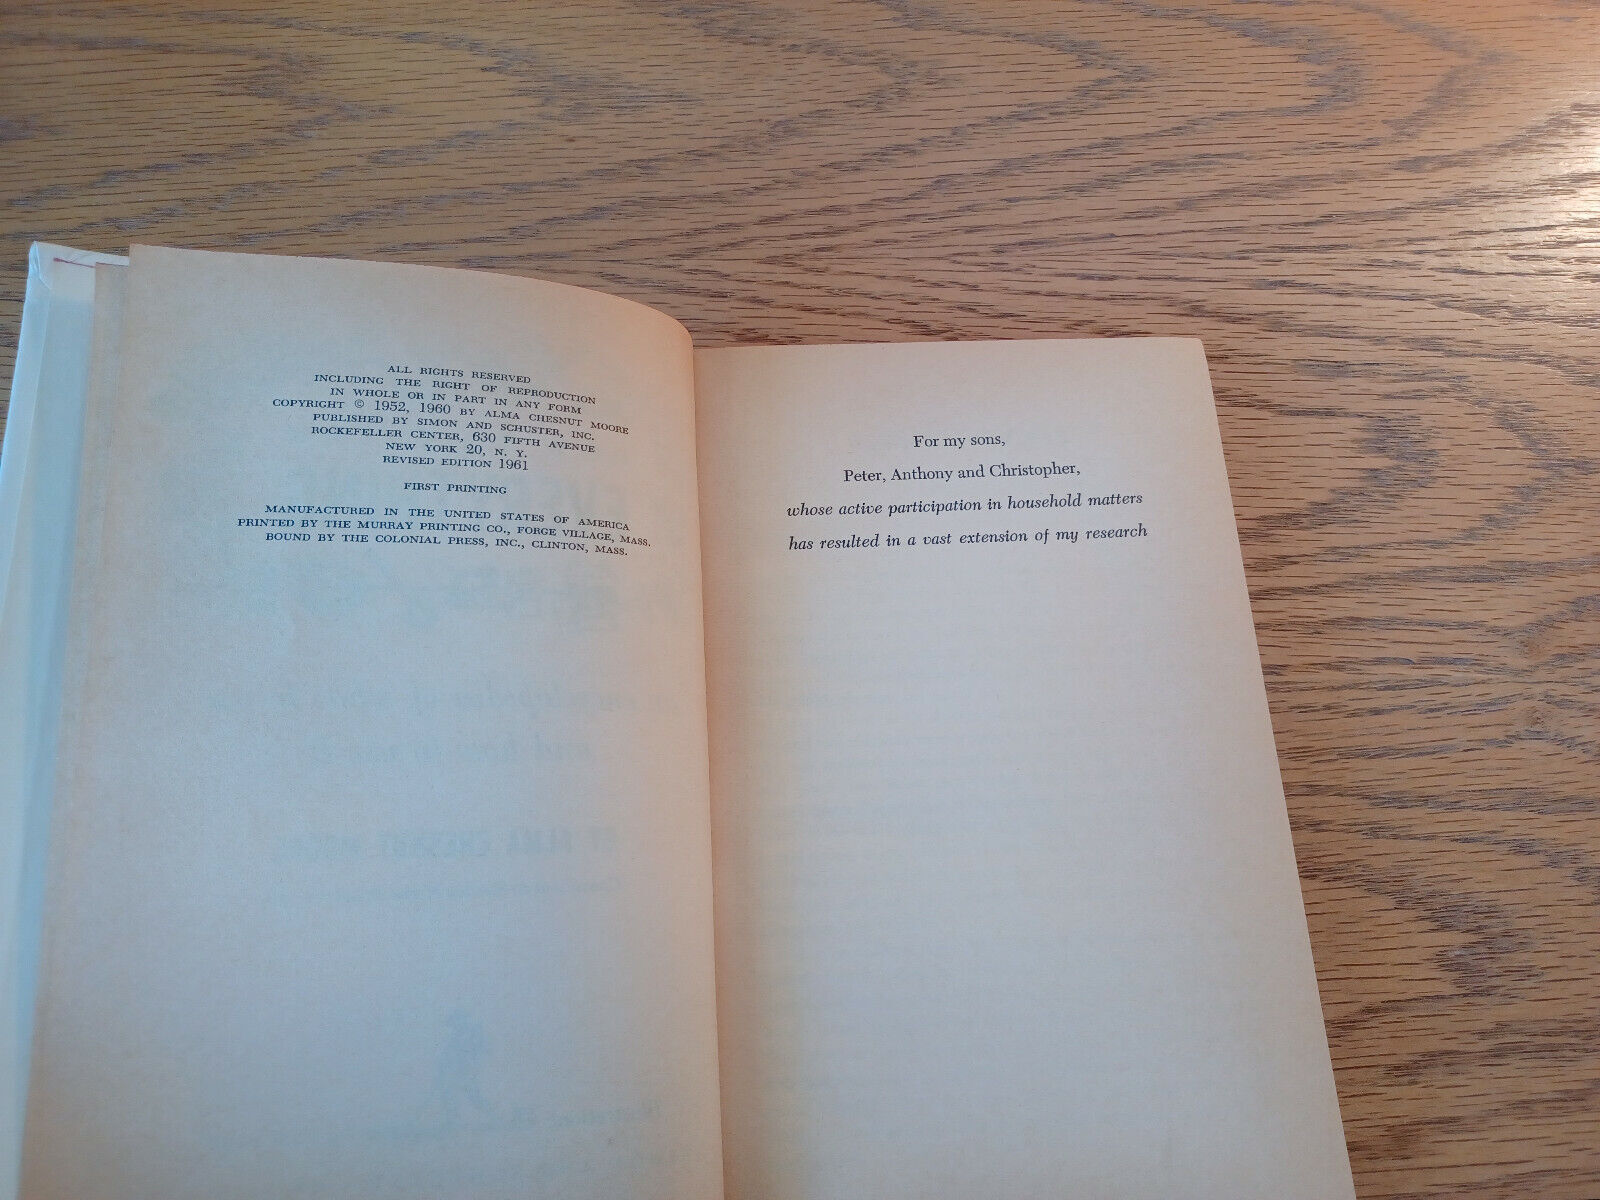 ALL RIGHTS RESERVED
INCLUDING THE RIGHT OF REPRODUCTION
IN WHOLE OR IN PART IN ANY FORM
COPYRIGHT © 1952, 1960 BY ALMA CHESNUT MOORE
PUBLISHED BY SIMON AND SCHUSTER, INC.
ROCKEFELLER CENTER, 630 FIFTH AVENUE
NEW YORK 20, N. Y.
REVISED EDITION 1961
FIRST PRINTING
MANUFACTURED IN THE UNITED STATES OF AMERICA
PRINTED BY THE MURRAY PRINTING CO., FORGE VILLAGE, MASS.
BOUND BY THE COLONIAL PRESS, INC., CLINTON, MASS.
For my sons,
Peter, Anthony and Christopher,
whose active participation in household matters
has resulted in a vast extension of my research